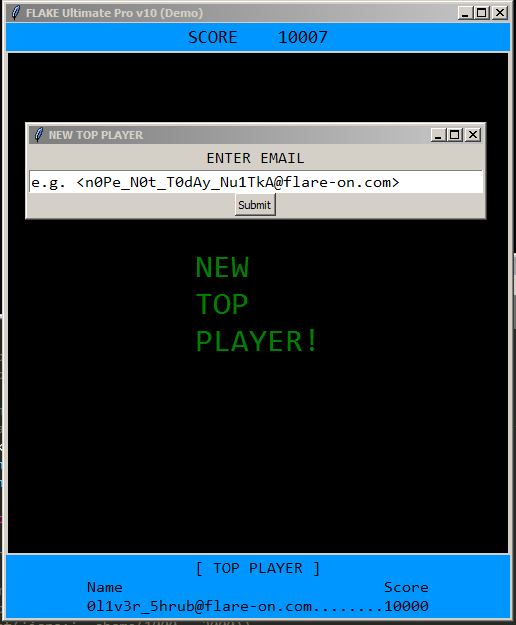 FLAKE Ultimate Pro v10 (Demo)
SCORE 10007
NEW TOP PLAYER
ENTER EMAIL
e.g. <n0Pe_N0t_T0dAy_Nu1TkA@flare-on.com>
Submit
NEW
TOP
PLAYER!
[ TOP PLAYER ]
Name Score
0l1v3r_5hrub@flare-on.com........10000